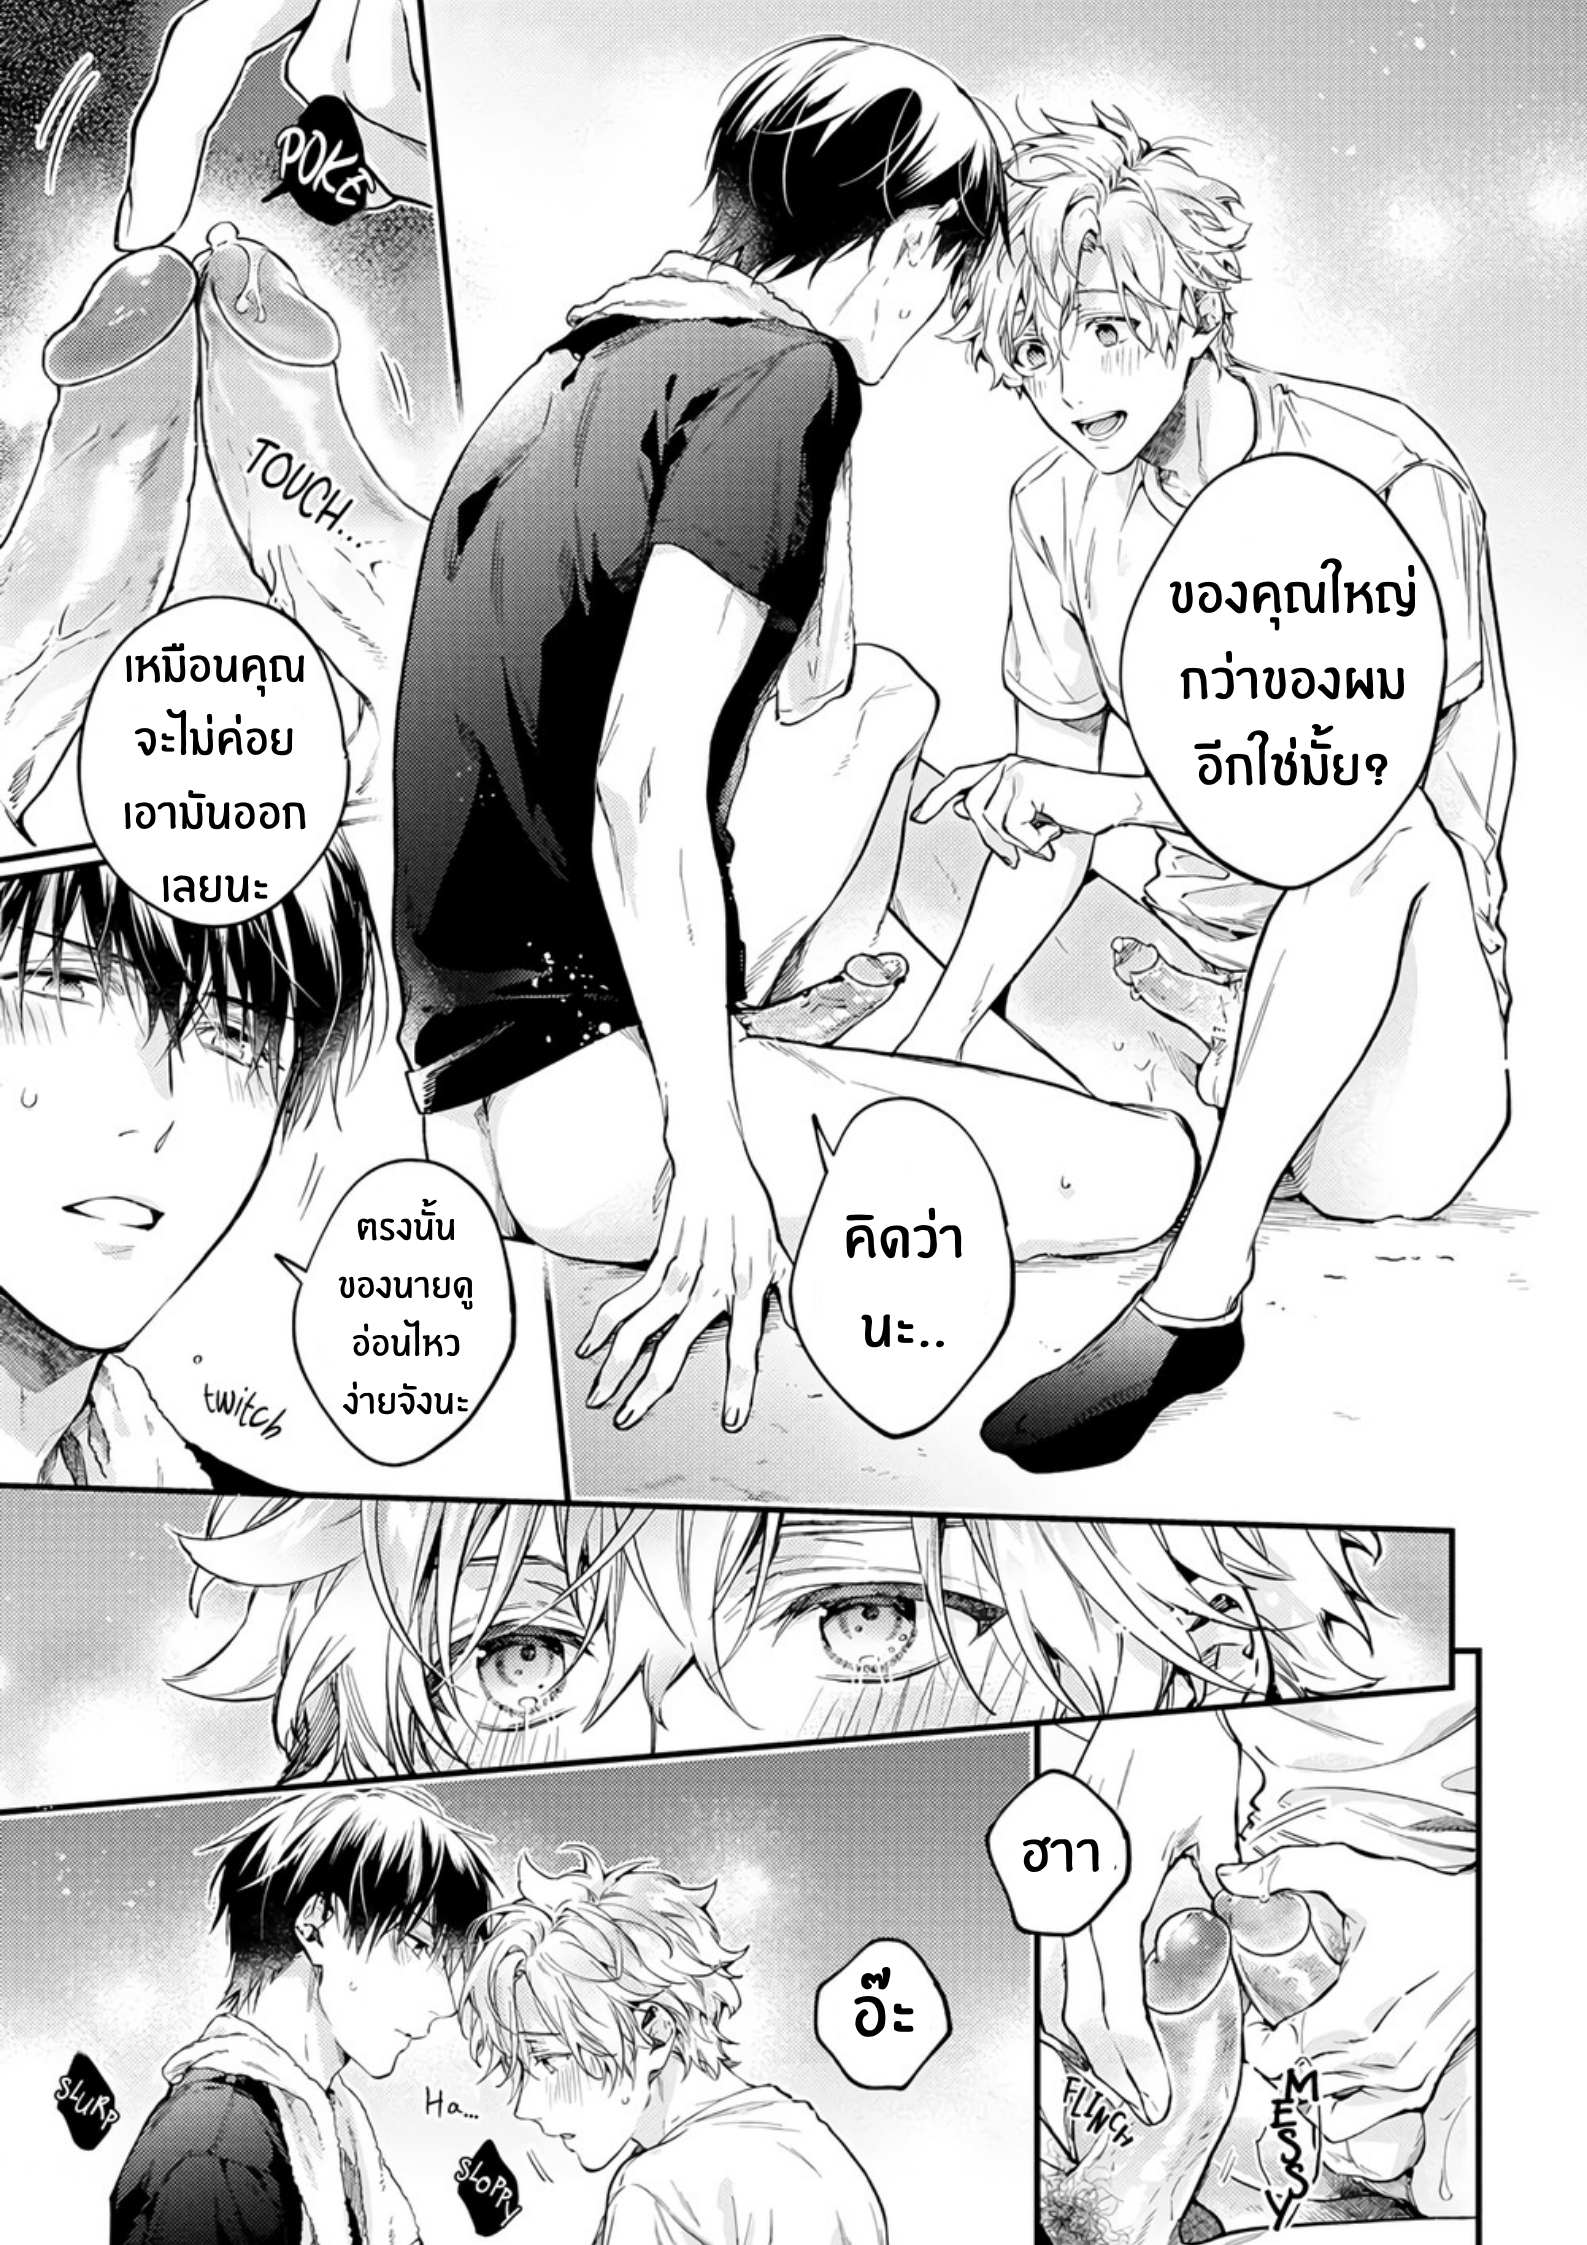 ของคุณใหญ่
กว่าของผม
อีกใช่มั้ย?
คิดว่า
นะ..
POKE
TOUCH...
เหมือนคุณ
จะไม่ค่อย
เอามันออก
เลยนะ
ตรงนั้น
ของนายดู
อ่อนไหว
ง่ายจังนะ
twitch
ฮาา
FLINCH
MESSY
อ๊ะ
Ha...
SLOPPY
SLURP